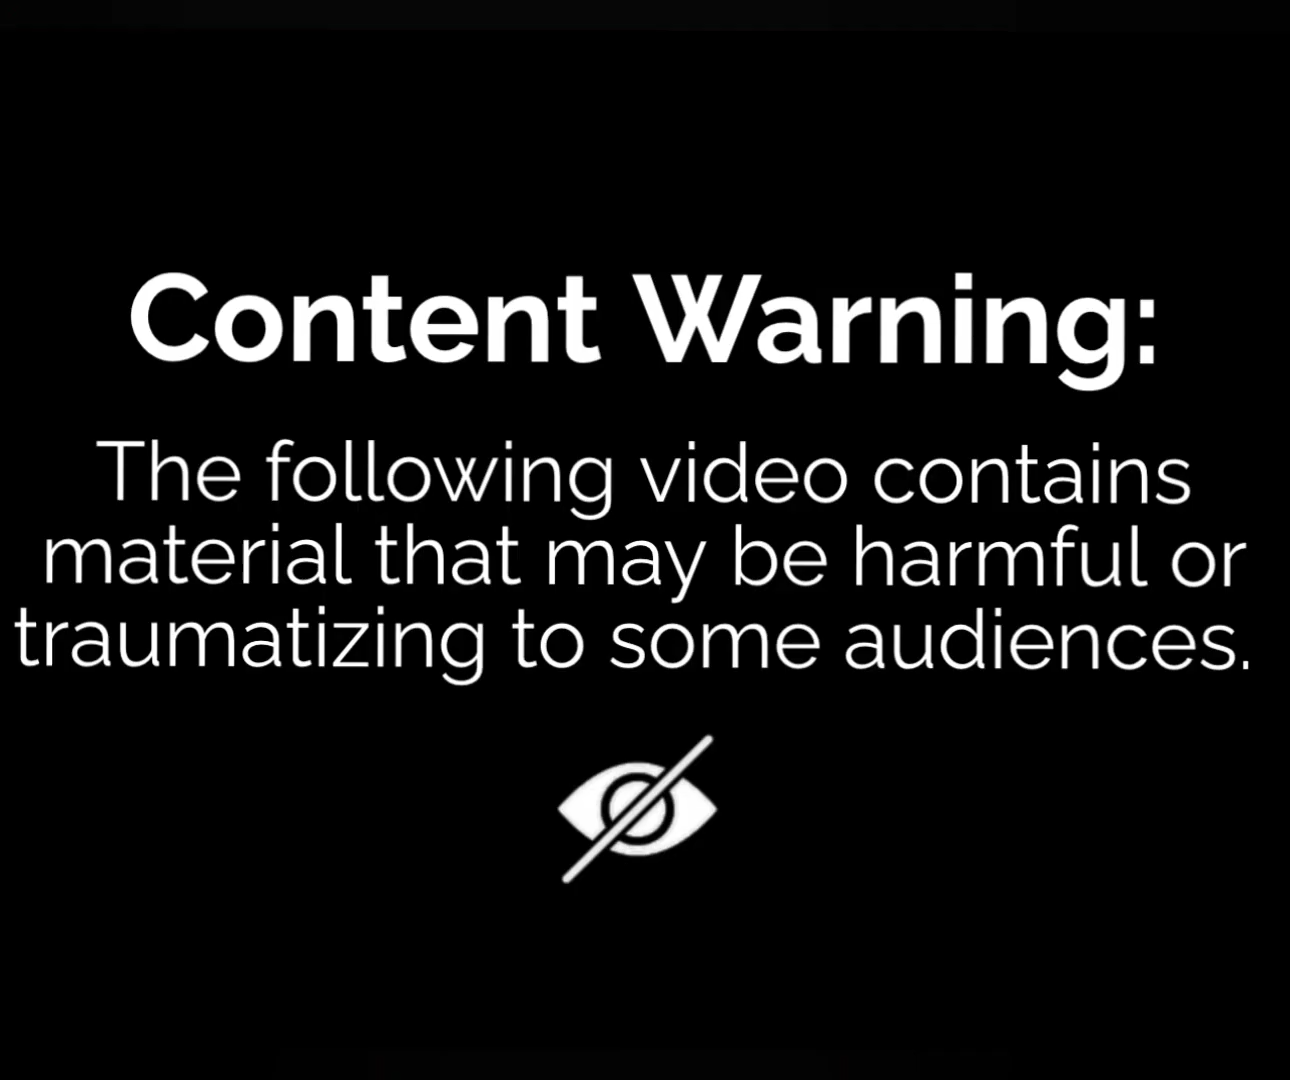 Content Warning:
The following video contains
material that may be harmful or
traumatizing to some audiences.